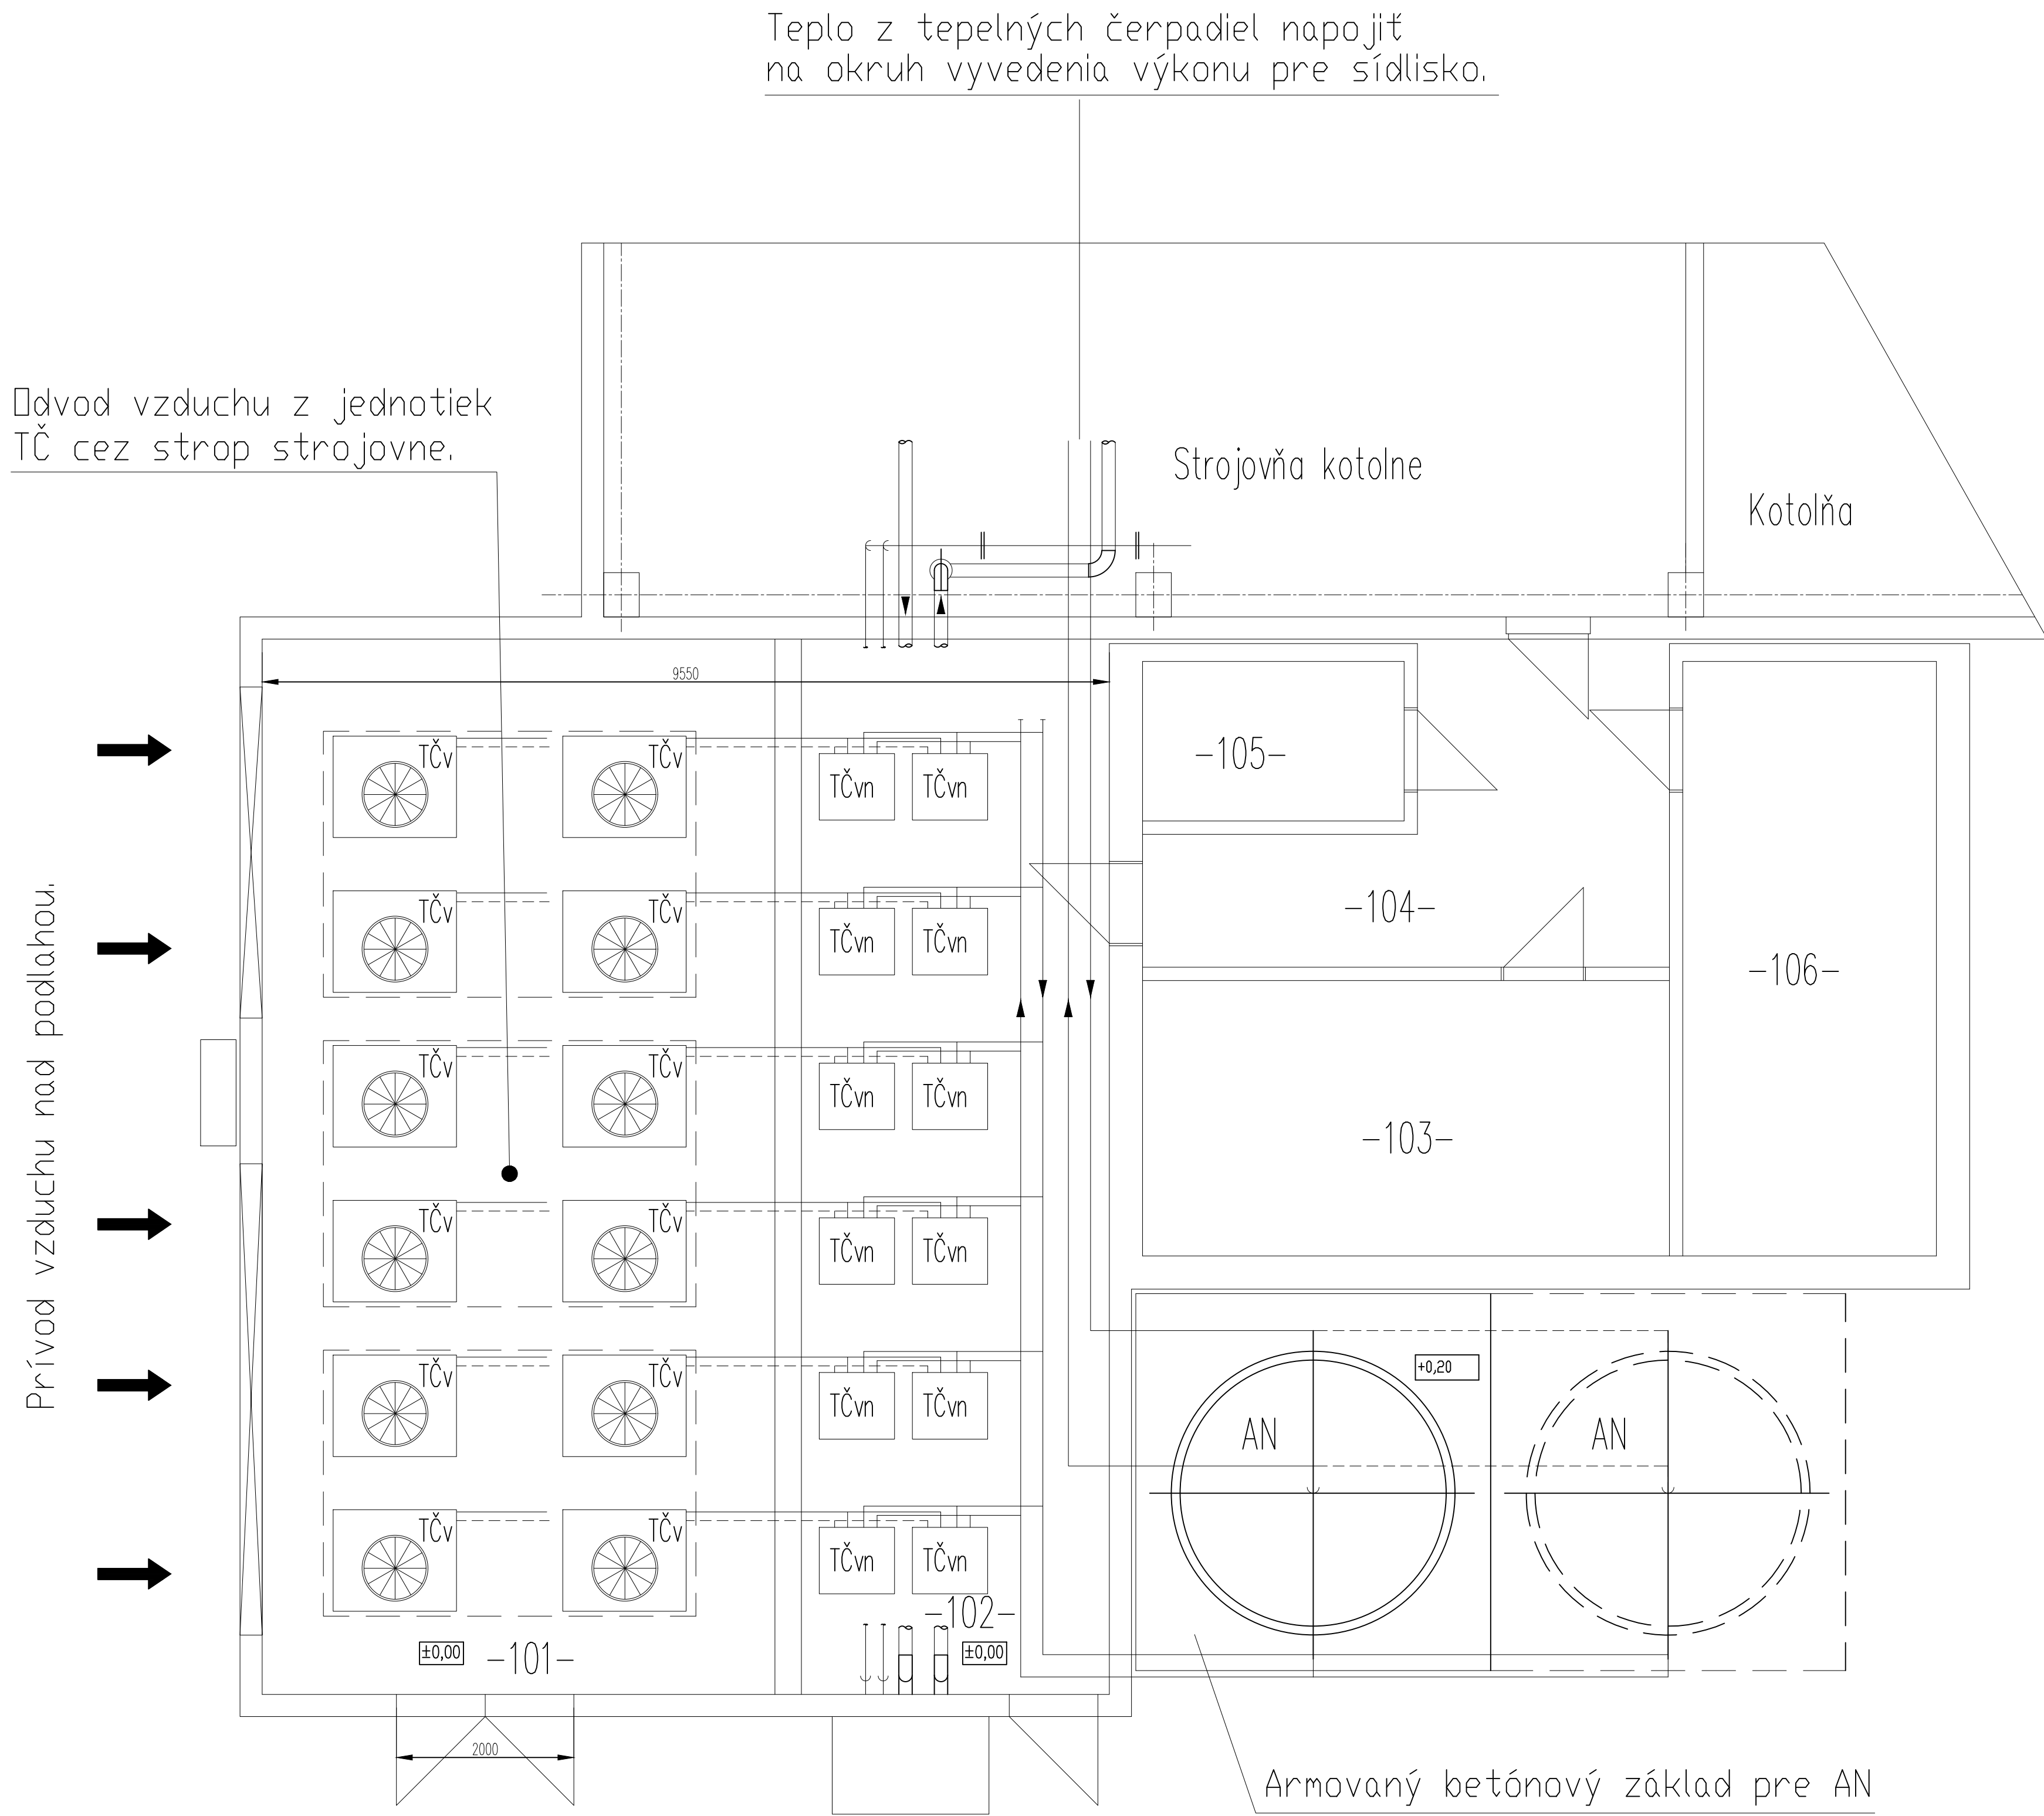 Teplo z tepelných čerpadiel napojiť
na okruh vyvedenia výkonu pre sídlisko.
Odvod vzduchu z jednotiek
TČ cez strop strojovne.
Strojovňa kotolne
Kotolňa
9550
TČv TČv TČvn TČvn
-105-
TČv TČv TČvn TČvn
-104-
-106-
Prívod vzduchu nad podlahou.
TČv TČv TČvn TČvn
-103-
TČv TČv TČvn TČvn
TČv TČv TČvn TČvn
+0,20
AN AN
TČv TČv TČvn TČvn
-102-
±0,00 -101- ±0,00
2000
Armovaný betónový základ pre AN